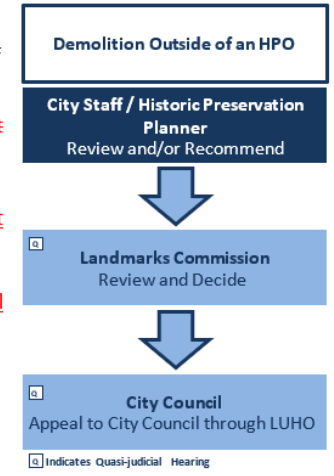 Demolition Outside of an HPO
City Staff / Historic Preservation
Planner
Review and/or Recommend
Q
Landmarks Commission
Review and Decide
Q
City Council
Appeal to City Council through LUHO
Q Indicates Quasi-judicial Hearing